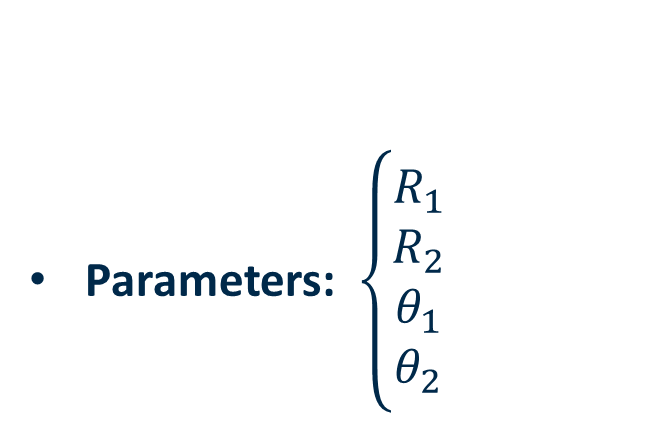 • Parameters:
R₁
R₂
θ₁
θ₂